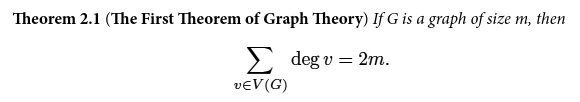 Theorem 2.1 (The First Theorem of Graph Theory) If G is a graph of size m, then
∑ deg v = 2m.
v∈V(G)